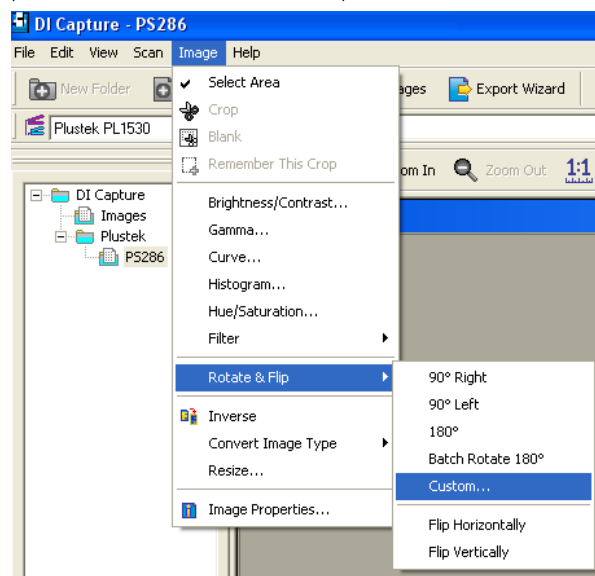 DI Capture - PS286
File Edit View Scan Image Help
New Folder
Export Wizard
Plustek PL1530
om In Zoom Out 1:1
Select Area
Crop
Blank
Remember This Crop
Brightness/Contrast...
Gamma...
Curve...
Histogram...
Hue/Saturation...
Filter
Rotate & Flip
Inverse
Convert Image Type
Resize...
Image Properties...
90° Right
90° Left
180°
Batch Rotate 180°
Custom...
Flip Horizontally
Flip Vertically
DI Capture
Images
Plustek
PS286